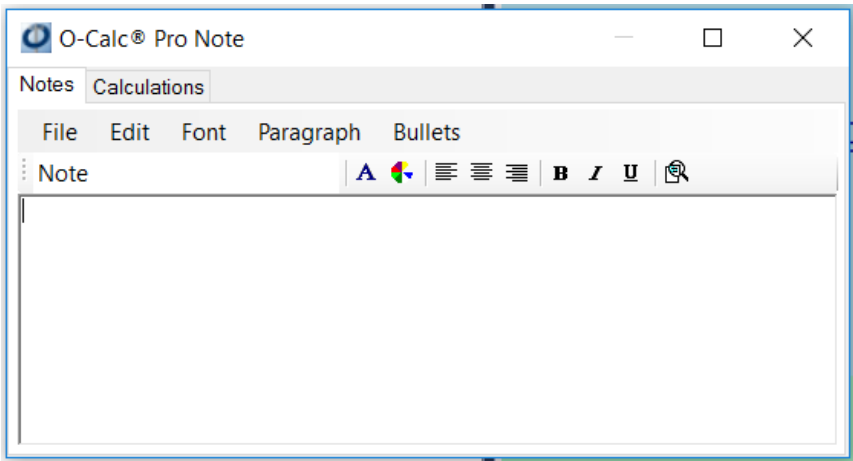 O-Calc® Pro Note
Notes Calculations
File Edit Font Paragraph Bullets
Note A B I U